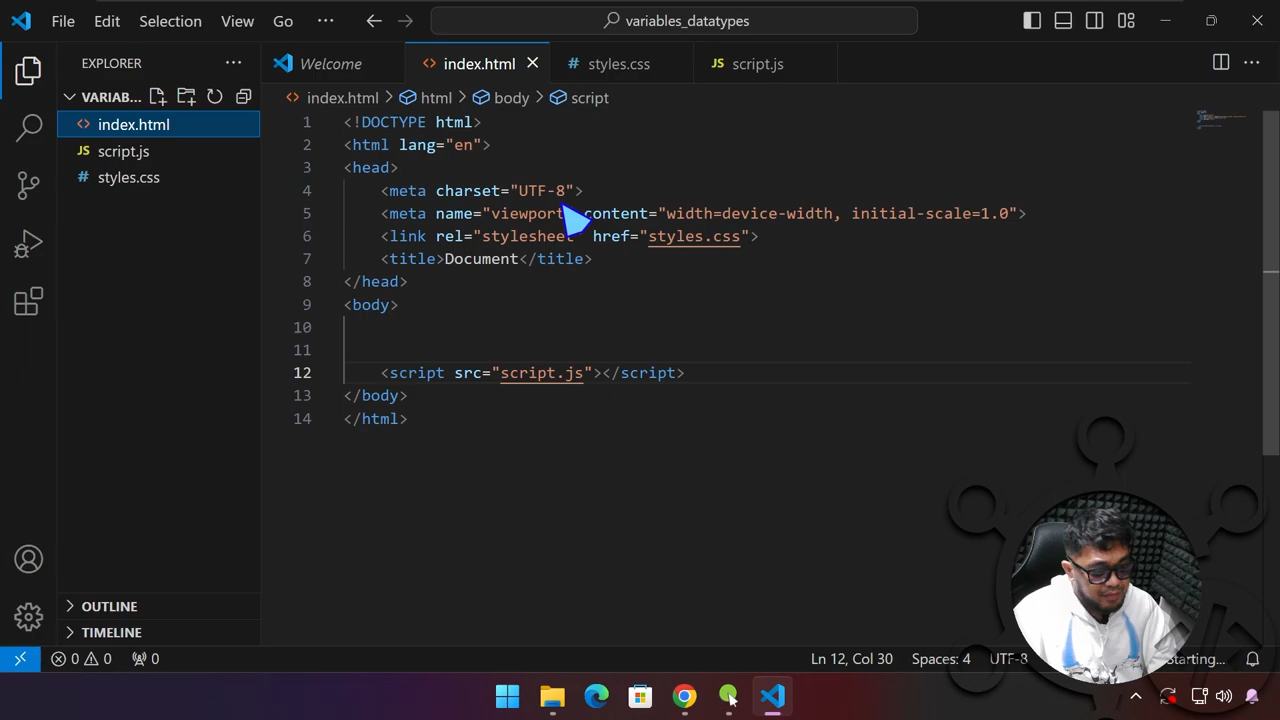 File Edit Selection View Go ··· variables_datatypes
EXPLORER ···
VARIAB...
index.html
JS script.js
# styles.css
OUTLINE
TIMELINE
Welcome <> index.html # styles.css JS script.js ···
<> index.html > html > body > script
1 <!DOCTYPE html>
2 <html lang="en">
3 <head>
4 <meta charset="UTF-8">
5 <meta name="viewport content="width=device-width, initial-scale=1.0">
6 <link rel="stylesheet href="styles.css">
7 <title>Document</title>
8 </head>
9 <body>
10
11
12 <script src="script.js"></script>
13 </body>
14 </html>
0 0 0 Ln 12, Col 30 Spaces: 4 UTF-8 Starting...